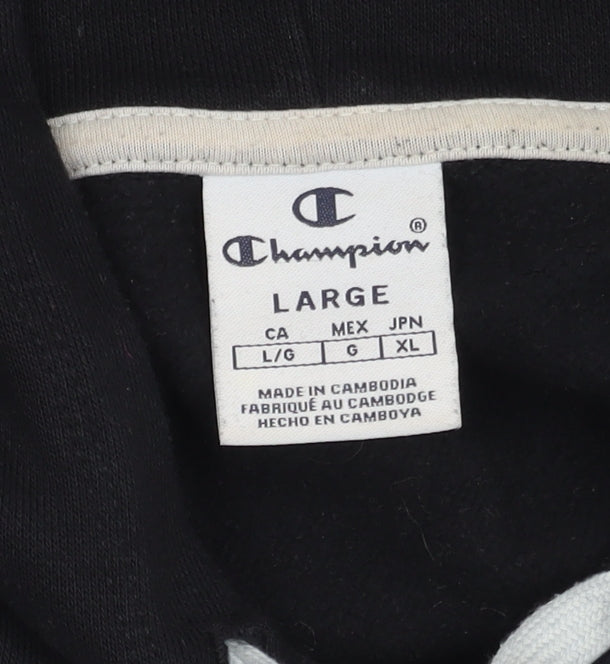 Champion®
LARGE
CA MEX JPN
L/G G XL
MADE IN CAMBODIA
FABRIQUÉ AU CAMBODGE
HECHO EN CAMBOYA